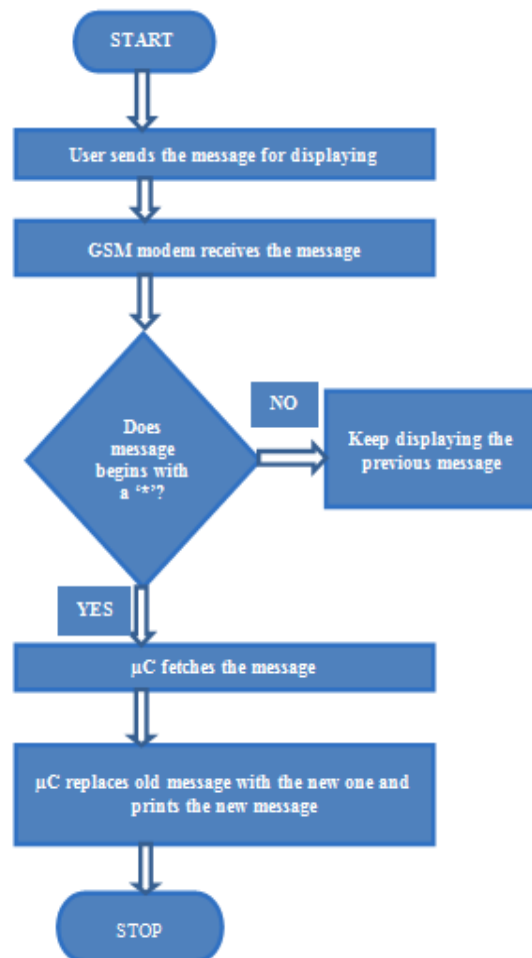 START
User sends the message for displaying
GSM modem receives the message
Does
message
begins with
a ‘*’?
NO
Keep displaying the
previous message
YES
µC fetches the message
µC replaces old message with the new one and
prints the new message
STOP